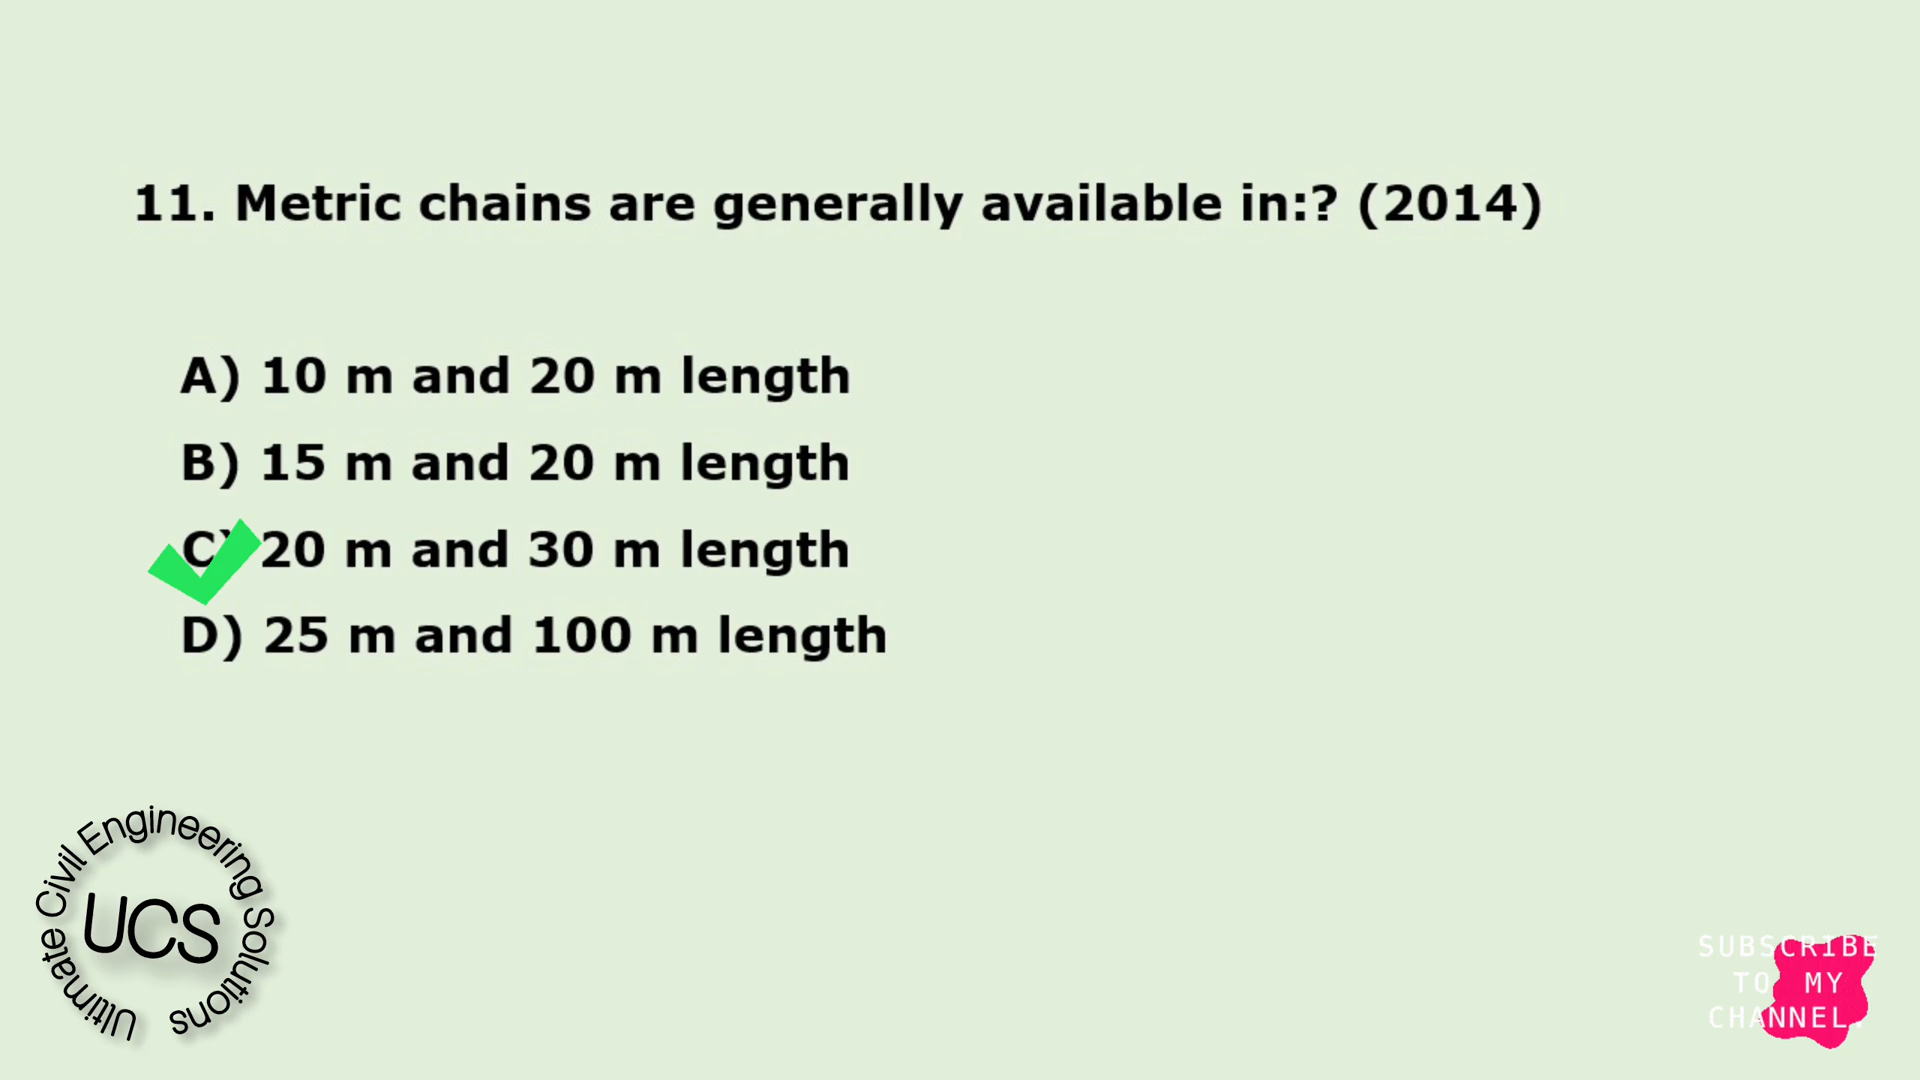 11. Metric chains are generally available in:? (2014)
A) 10 m and 20 m length
B) 15 m and 20 m length
C) 20 m and 30 m length
D) 25 m and 100 m length
Ultimate Civil Engineering Solutions
UCS
SUBSCRIBE
TO MY
CHANNEL.